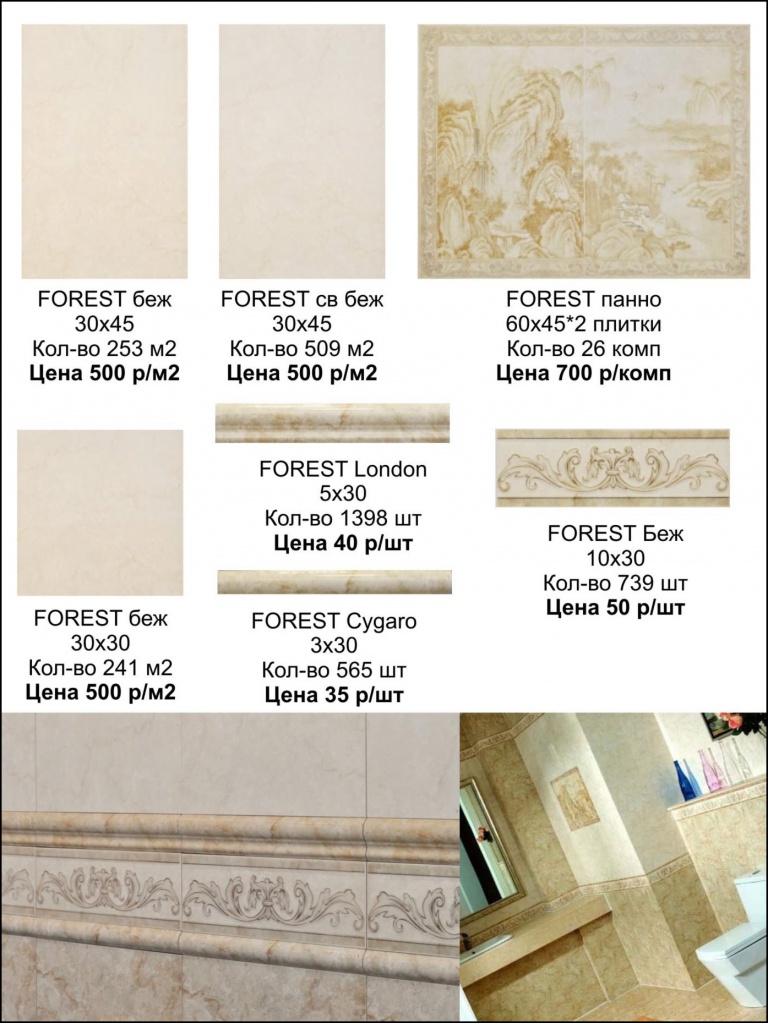 FOREST беж
30x45
Кол-во 253 м2
Цена 500 р/м2
FOREST св беж
30x45
Кол-во 509 м2
Цена 500 р/м2
FOREST панно
60x45*2 плитки
Кол-во 26 комп
Цена 700 р/комп
FOREST беж
30x30
Кол-во 241 м2
Цена 500 р/м2
FOREST London
5x30
Кол-во 1398 шт
Цена 40 р/шт
FOREST Cygaro
3x30
Кол-во 565 шт
Цена 35 р/шт
FOREST Беж
10x30
Кол-во 739 шт
Цена 50 р/шт